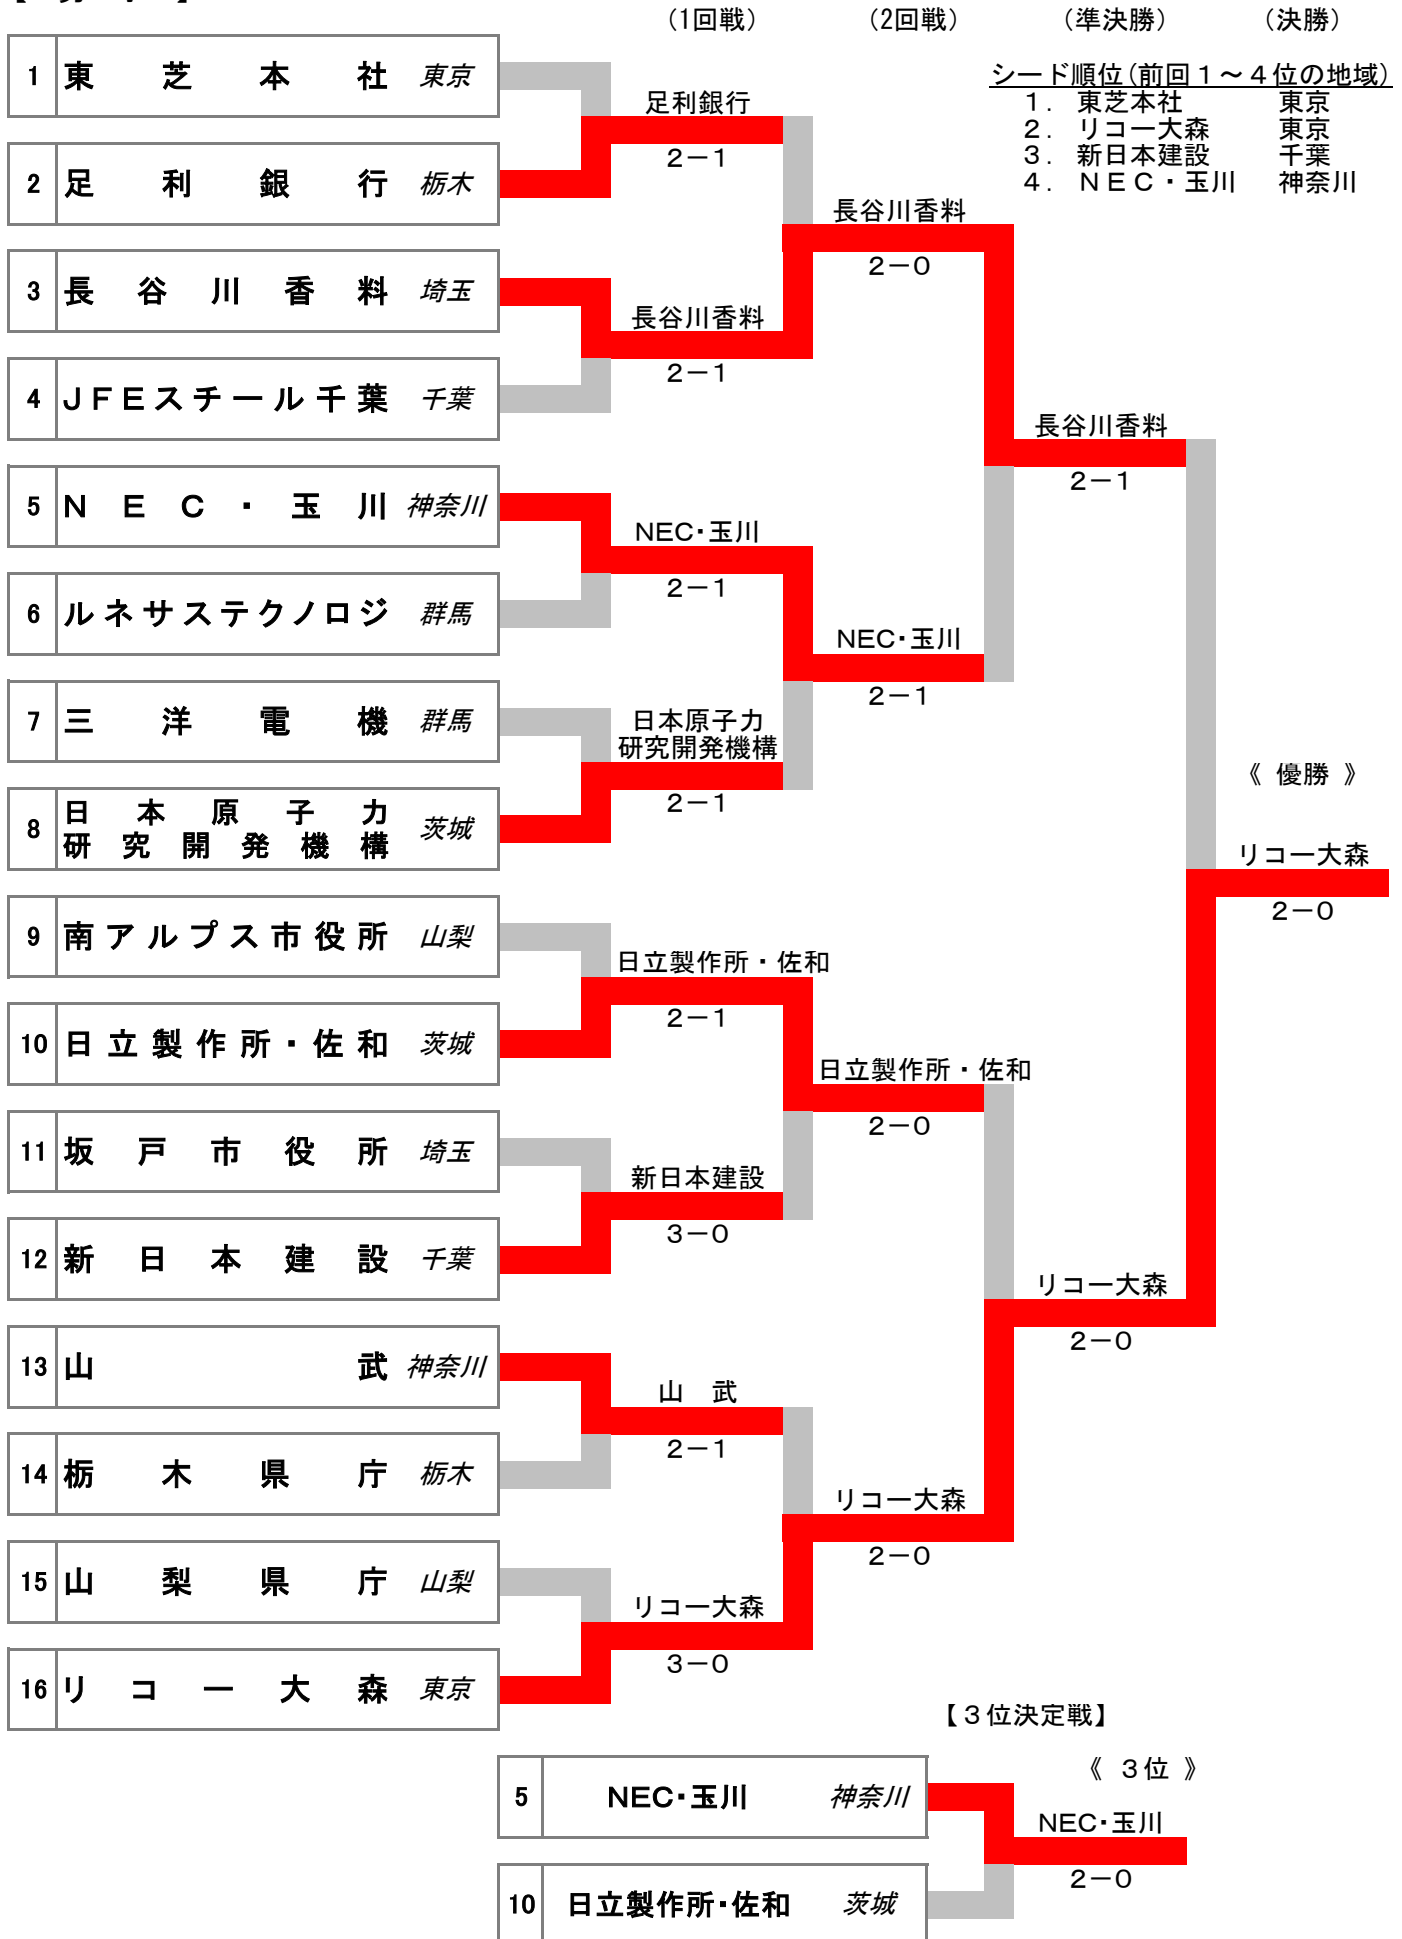 (1回戦) (2回戦) (準決勝) (決勝)
シード順位(前回1～4位の地域)
1. 東芝本社 東京
2. リコー大森 東京
3. 新日本建設 千葉
4. NEC・玉川 神奈川
1 東芝本社 東京
足利銀行
2－1
2 足利銀行 栃木
長谷川香料
2－0
3 長谷川香料 埼玉
長谷川香料
2－1
4 JFEスチール千葉 千葉
長谷川香料
2－1
5 NEC・玉川 神奈川
NEC・玉川
2－1
6 ルネサステクノロジ 群馬
NEC・玉川
2－1
7 三洋電機 群馬
日本原子力
研究開発機構
2－1
8 日本原子力
研究開発機構 茨城
《 優勝 》
リコー大森
2－0
9 南アルプス市役所 山梨
日立製作所・佐和
2－1
10 日立製作所・佐和 茨城
日立製作所・佐和
2－0
11 坂戸市役所 埼玉
新日本建設
3－0
12 新日本建設 千葉
リコー大森
2－0
13 山武 神奈川
山 武
2－1
14 栃木県庁 栃木
リコー大森
2－0
15 山梨県庁 山梨
リコー大森
3－0
16 リコー大森 東京
【3位決定戦】
《 3位 》
5 NEC・玉川 神奈川
NEC・玉川
2－0
10 日立製作所・佐和 茨城